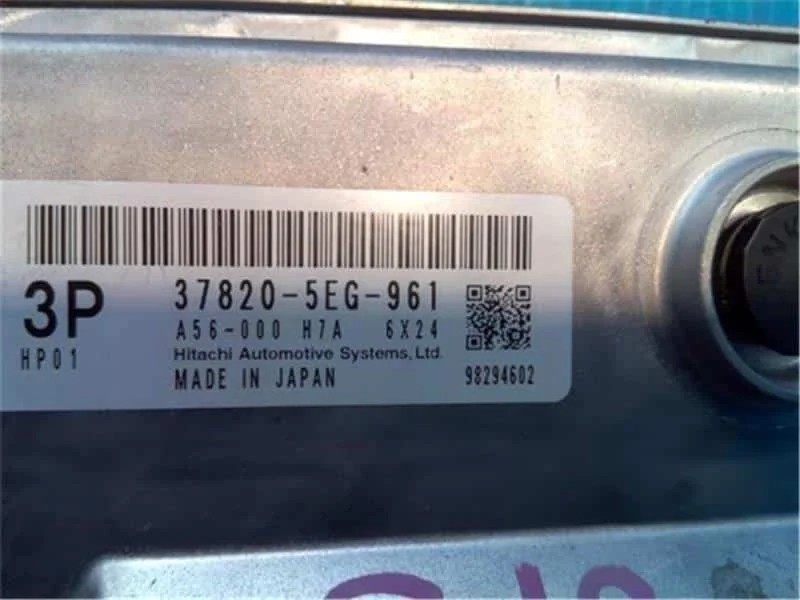 3P
37820-5EG-961
A56-000 H7A 6X24
HP01
Hitachi Automotive Systems, Ltd.
MADE IN JAPAN
98294602